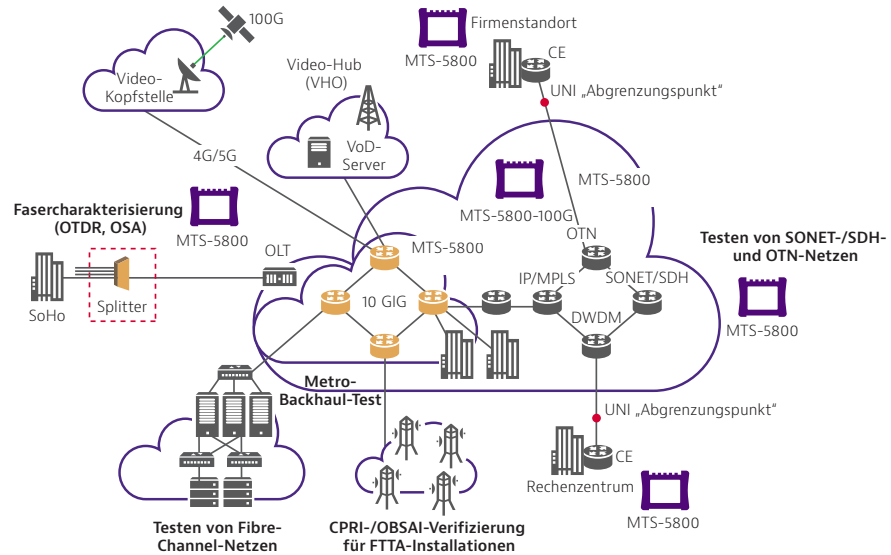 100G
Video-
Kopfstelle
Video-Hub
(VHO)
VoD-
Server
4G/5G
MTS-5800
Firmenstandort
CE
UNI „Abgrenzungspunkt“
MTS-5800
MTS-5800-100G
Fasercharakterisierung
(OTDR, OSA)
MTS-5800
OLT
SoHo
Splitter
MTS-5800
10 GIG
OTN
IP/MPLS
SONET/SDH
DWDM
Testen von SONET-/SDH-
und OTN-Netzen
MTS-5800
Metro-
Backhaul-Test
UNI „Abgrenzungspunkt“
CE
Rechenzentrum
MTS-5800
Testen von Fibre-
Channel-Netzen
CPRI-/OBSAI-Verifizierung
für FTTA-Installationen